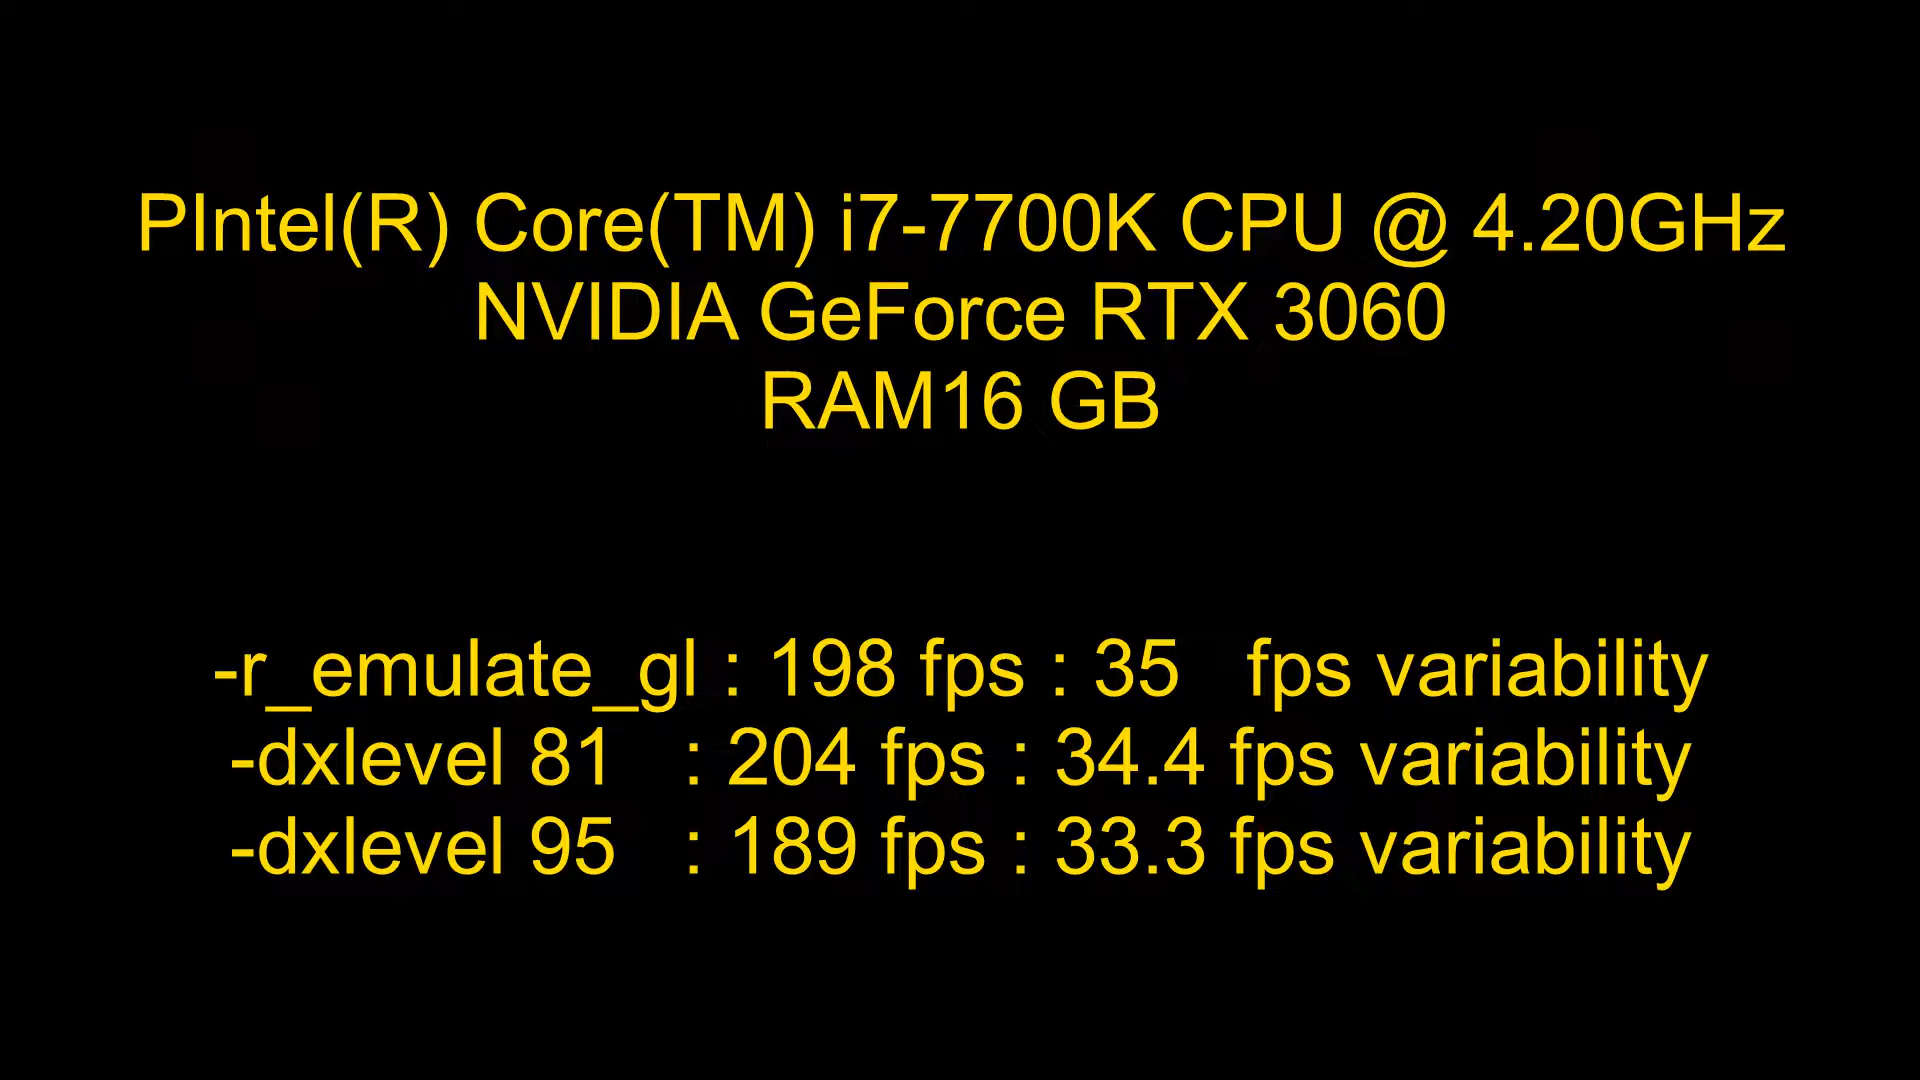 PIntel(R) Core(TM) i7-7700K CPU @ 4.20GHz
NVIDIA GeForce RTX 3060
RAM16 GB
-r_emulate_gl : 198 fps : 35   fps variability
-dxlevel 81   : 204 fps : 34.4 fps variability
-dxlevel 95   : 189 fps : 33.3 fps variability